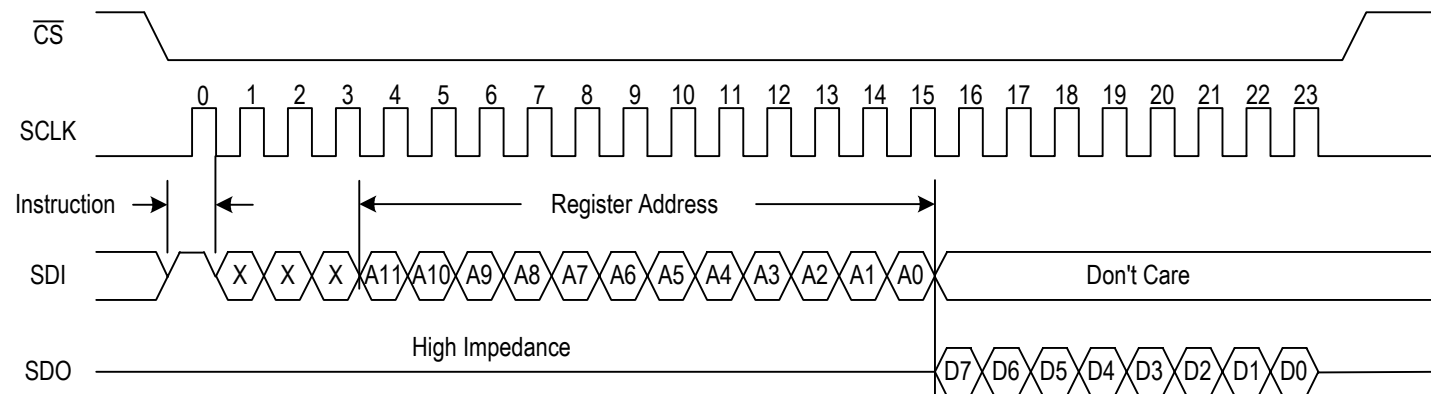 CS
0 1 2 3 4 5 6 7 8 9 10 11 12 13 14 15 16 17 18 19 20 21 22 23
SCLK
Instruction Register Address
SDI X X X A11 A10 A9 A8 A7 A6 A5 A4 A3 A2 A1 A0 Don't Care
High Impedance
SDO D7 D6 D5 D4 D3 D2 D1 D0